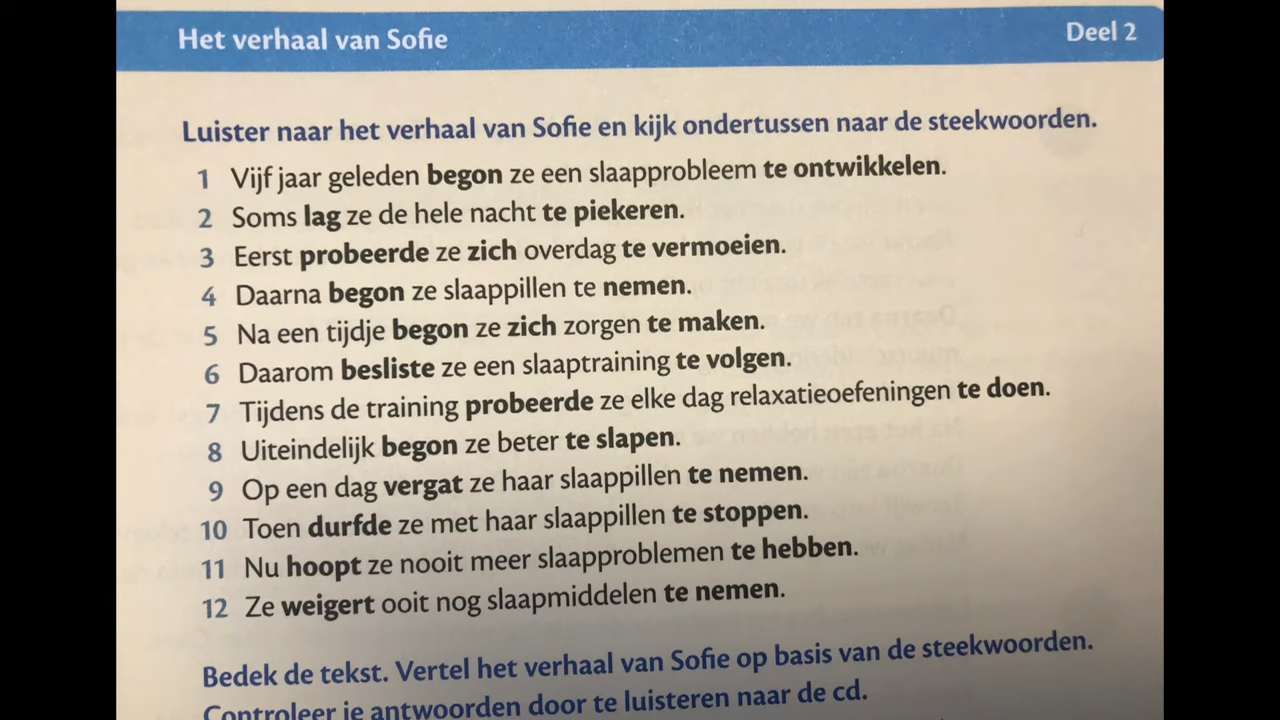 Het verhaal van Sofie
Deel 2
Luister naar het verhaal van Sofie en kijk ondertussen naar de steekwoorden.
1 Vijf jaar geleden begon ze een slaapprobleem te ontwikkelen.
2 Soms lag ze de hele nacht te piekeren.
3 Eerst probeerde ze zich overdag te vermoeien.
4 Daarna begon ze slaappillen te nemen.
5 Na een tijdje begon ze zich zorgen te maken.
6 Daarom besliste ze een slaaptraining te volgen.
7 Tijdens de training probeerde ze elke dag relaxatieoefeningen te doen.
8 Uiteindelijk begon ze beter te slapen.
9 Op een dag vergat ze haar slaappillen te nemen.
10 Toen durfde ze met haar slaappillen te stoppen.
11 Nu hoopt ze nooit meer slaapproblemen te hebben.
12 Ze weigert ooit nog slaapmiddelen te nemen.
Bedek de tekst. Vertel het verhaal van Sofie op basis van de steekwoorden.
Controleer je antwoorden door te luisteren naar de cd.